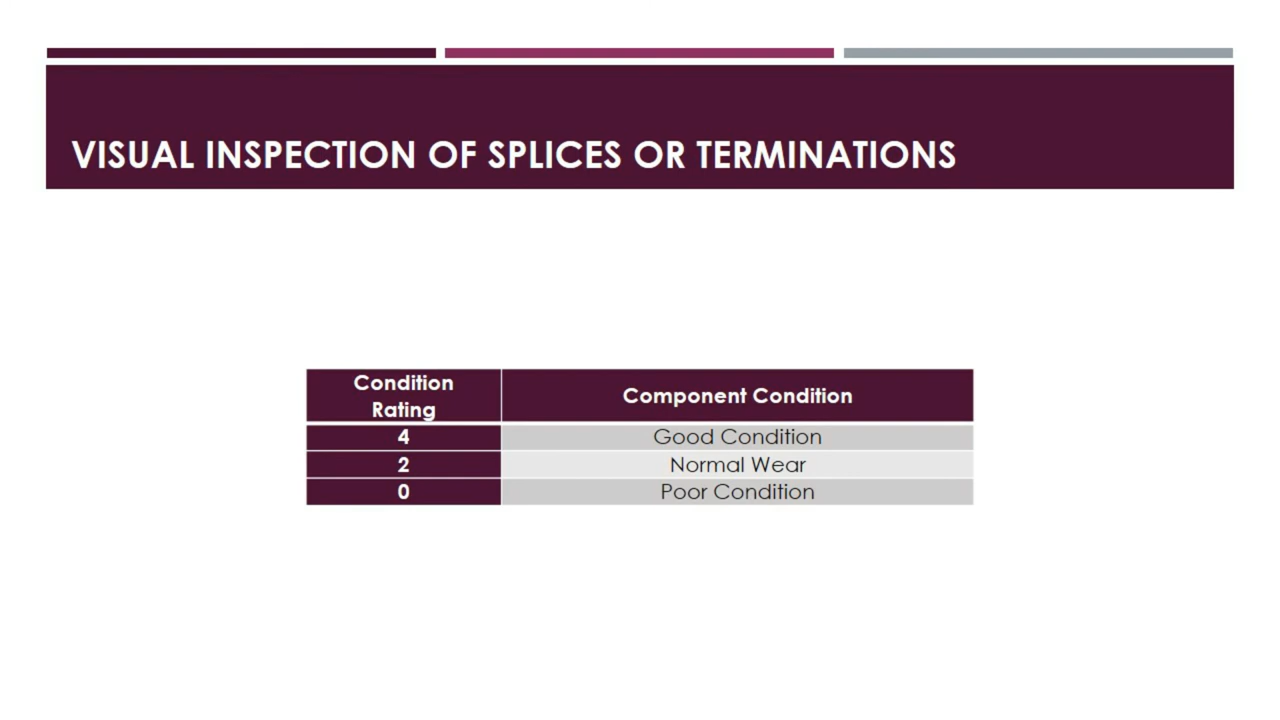 VISUAL INSPECTION OF SPLICES OR TERMINATIONS
Condition
Rating
Component Condition
4 Good Condition
2 Normal Wear
0 Poor Condition